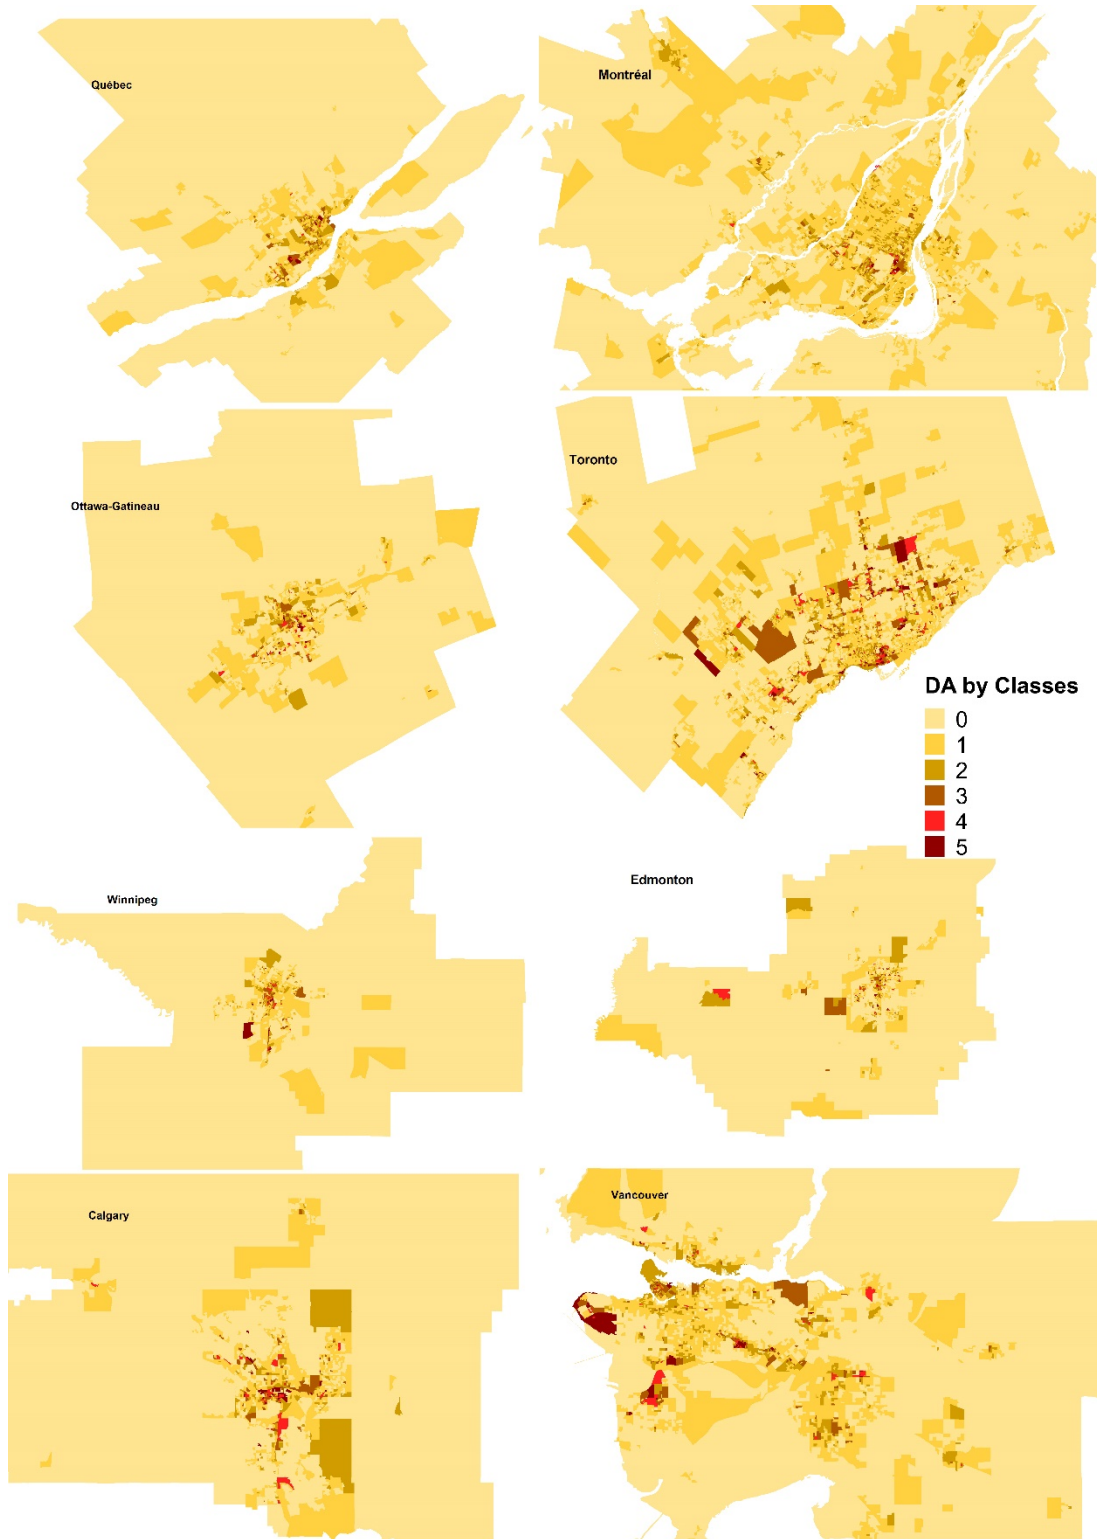 Québec
Montréal
Ottawa-Gatineau
Toronto
DA by Classes
0
1
2
3
4
5
Winnipeg
Edmonton
Calgary
Vancouver